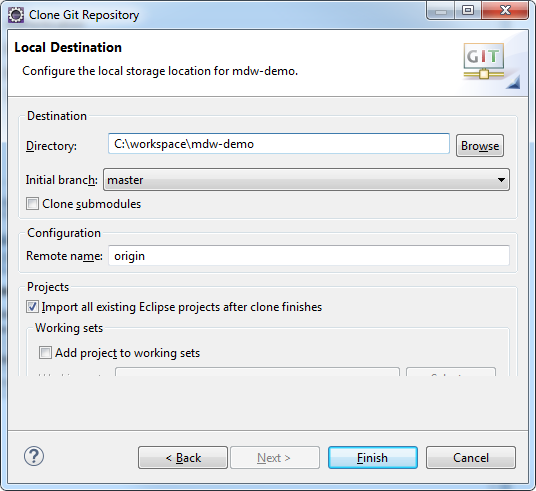 Clone Git Repository
Local Destination
Configure the local storage location for mdw-demo.
GIT
Destination
Directory: C:\workspace\mdw-demo Browse
Initial branch: master
Clone submodules
Configuration
Remote name: origin
Projects
Import all existing Eclipse projects after clone finishes
Working sets
Add project to working sets
? < Back Next > Finish Cancel